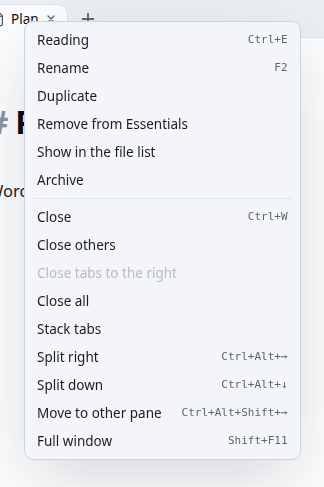 Plan ×
Reading Ctrl+E
Rename F2
Duplicate
Remove from Essentials
Show in the file list
Archive
Close Ctrl+W
Close others
Close tabs to the right
Close all
Stack tabs
Split right Ctrl+Alt+→
Split down Ctrl+Alt+↓
Move to other pane Ctrl+Alt+Shift+→
Full window Shift+F11